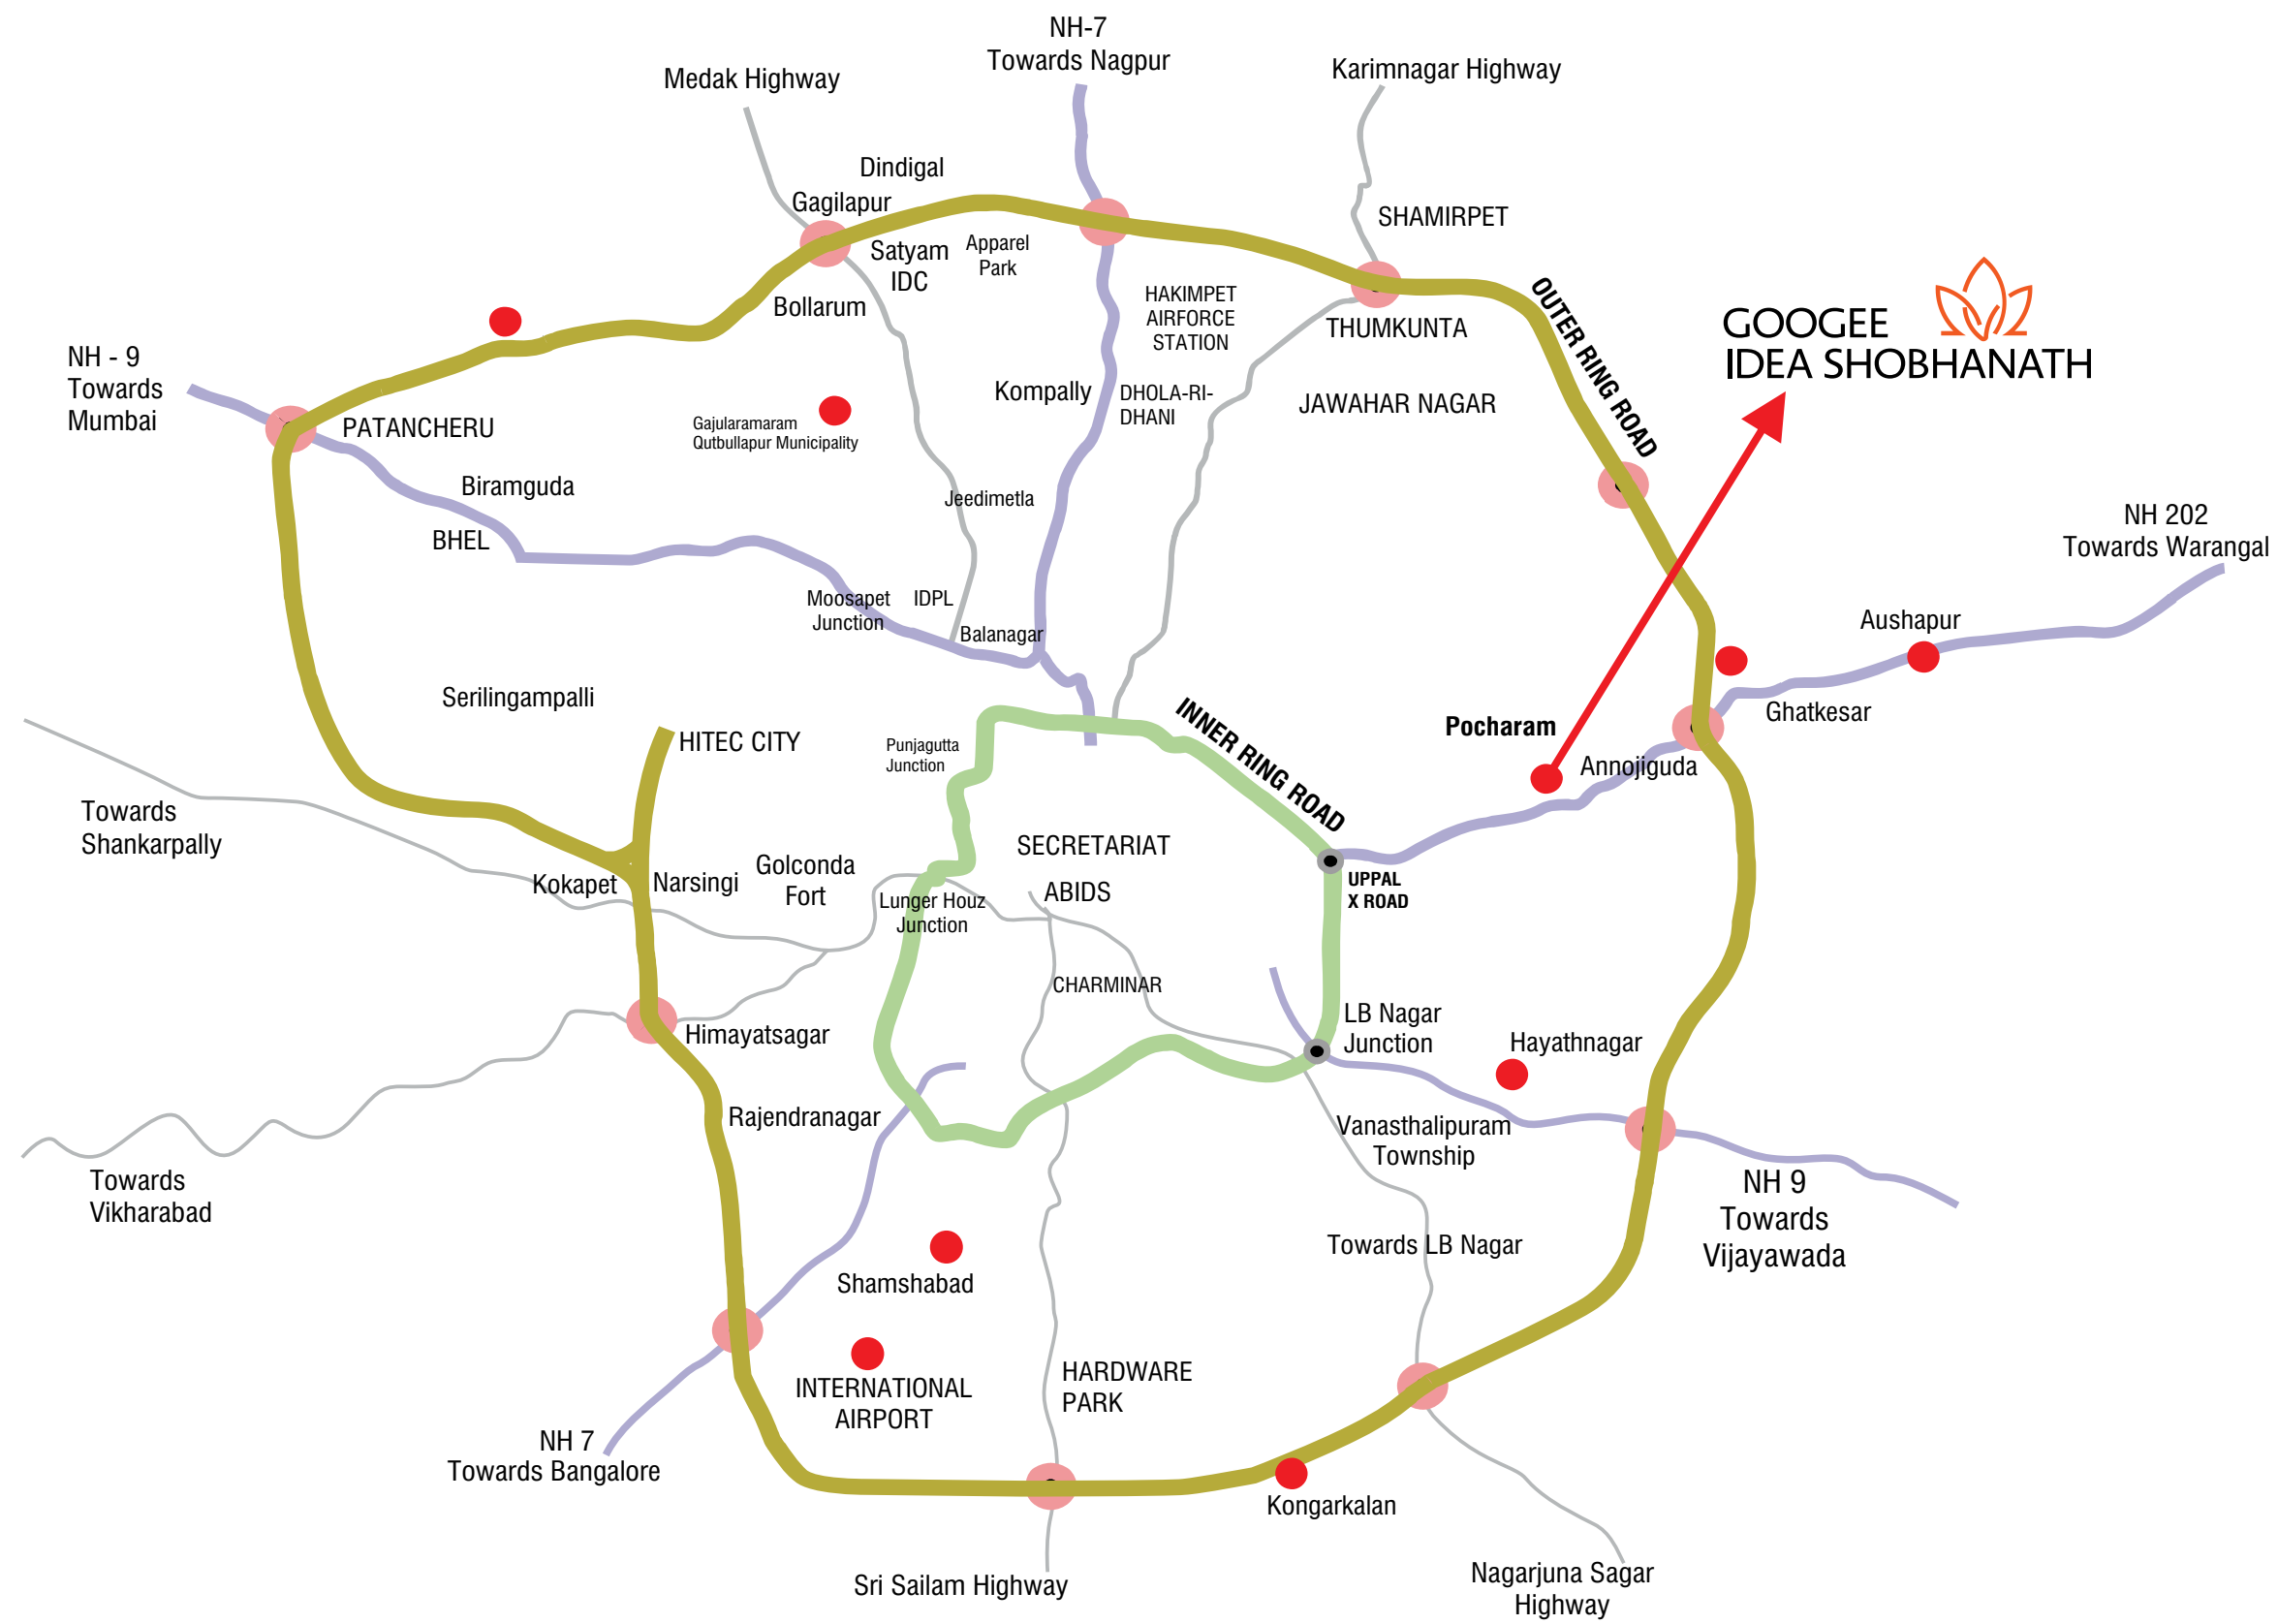 NH-7
Towards Nagpur
Medak Highway
Karimnagar Highway
Dindigal
Gagilapur
SHAMIRPET
Satyam
IDC
Apparel
Park
Bollarum
HAKIMPET
AIRFORCE
STATION
THUMKUNTA
OUTER RING ROAD
GOOGEE
IDEA SHOBHANATH
NH - 9
Towards
Mumbai
PATANCHERU
Gajularamaram
Qutbullapur Municipality
Kompally
DHOLA-RI-
DHANI
JAWAHAR NAGAR
Biramguda
Jeedimetla
BHEL
NH 202
Towards Warangal
Moosapet
Junction
IDPL
Balanagar
Aushapur
Serilingampalli
HITEC CITY
Punjagutta
Junction
INNER RING ROAD
Pocharam
Ghatkesar
Annojiguda
Towards
Shankarpally
Kokapet
Narsingi
Golconda
Fort
SECRETARIAT
ABIDS
Lunger Houz
Junction
UPPAL
X ROAD
CHARMINAR
LB Nagar
Junction
Hayathnagar
Himayatsagar
Rajendranagar
Vanasthalipuram
Township
Towards
Vikharabad
NH 9
Towards
Vijayawada
Towards LB Nagar
Shamshabad
INTERNATIONAL
AIRPORT
HARDWARE
PARK
NH 7
Towards Bangalore
Kongarkalan
Sri Sailam Highway
Nagarjuna Sagar
Highway